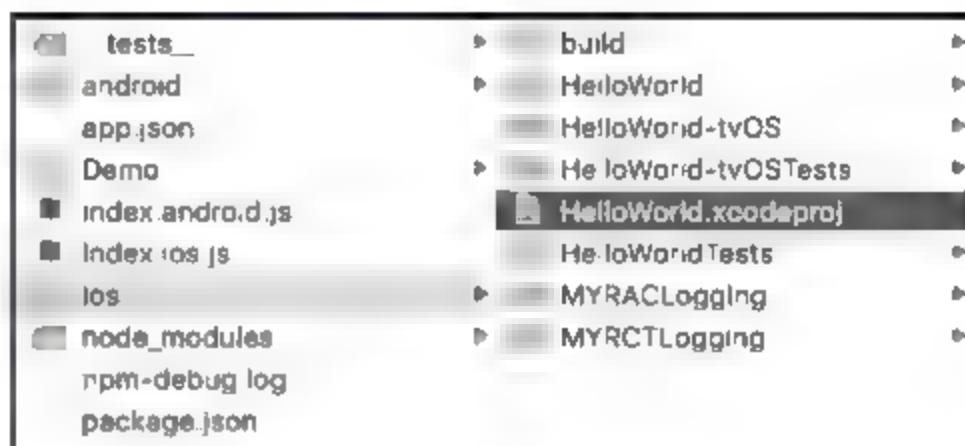 __tests__
android
app.json
Demo
index.android.js
index.ios.js
ios
node_modules
npm-debug.log
package.json
build
HelloWorld
HelloWorld-tvOS
HelloWorld-tvOSTests
HelloWorld.xcodeproj
HelloWorldTests
MYRACLogging
MYRCTLogging